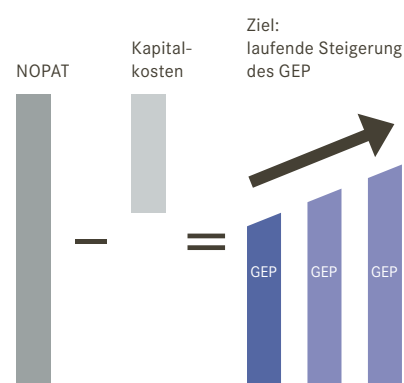 NOPAT
Kapital-
kosten
Ziel:
laufende Steigerung
des GEP
GEP
GEP
GEP